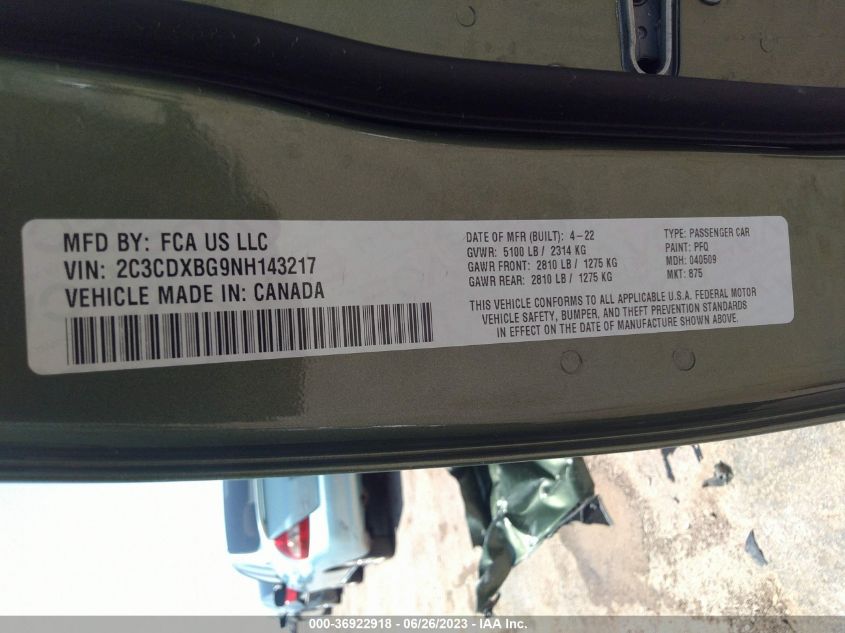 MFD BY: FCA US LLC
VIN: 2C3CDXBG9NH143217
VEHICLE MADE IN: CANADA
DATE OF MFR (BUILT): 4-22
GVWR: 5100 LB / 2314 KG
GAWR FRONT: 2810 LB / 1275 KG
GAWR REAR: 2810 LB / 1275 KG
TYPE: PASSENGER CAR
PAINT: PFQ
MDH: 040509
MKT: 875
THIS VEHICLE CONFORMS TO ALL APPLICABLE U.S.A. FEDERAL MOTOR
VEHICLE SAFETY, BUMPER, AND THEFT PREVENTION STANDARDS
IN EFFECT ON THE DATE OF MANUFACTURE SHOWN ABOVE.
000-36922918 - 06/26/2023 - IAA Inc.